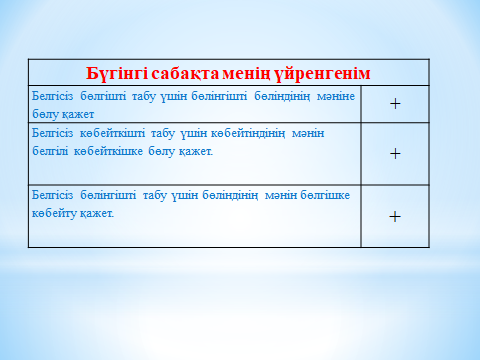 Бүгінгі сабақта менің үйренгенім
Белгісіз бөлгішті табу үшін бөлінгішті бөліндінің мәніне
бөлу қажет
+
Белгісіз көбейткішті табу үшін көбейтіндінің мәнін
белгілі көбейткішке бөлу қажет.
+
Белгісіз бөлінгішті табу үшін бөліндінің мәнін бөлгішке
көбейту қажет.
+